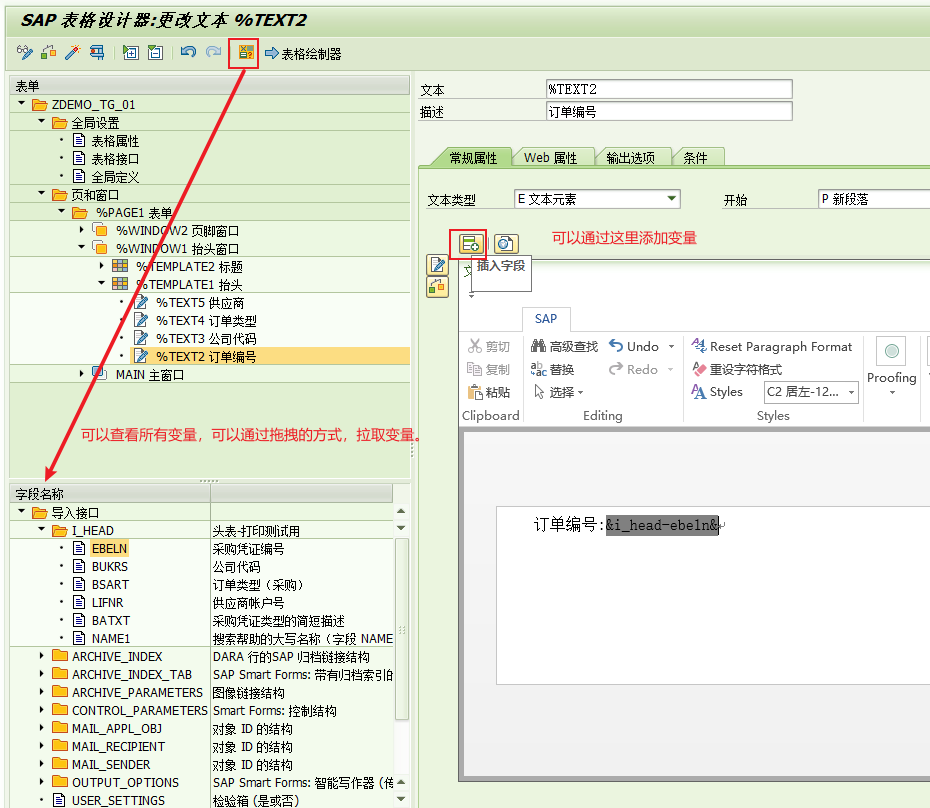 SAP 表格设计器:更改文本 %TEXT2
表格绘制器
表单
ZDEMO_TG_01
全局设置
表格属性
表格接口
全局定义
页和窗口
%PAGE1 表单
%WINDOW2 页脚窗口
%WINDOW1 抬头窗口
%TEMPLATE2 标题
%TEMPLATE1 抬头
%TEXT5 供应商
%TEXT4 订单类型
%TEXT3 公司代码
%TEXT2 订单编号
MAIN 主窗口
可以查看所有变量，可以通过拖拽的方式，拉取变量。
字段名称
导入接口
I_HEAD 头表-打印测试用
EBELN 采购凭证编号
BUKRS 公司代码
BSART 订单类型（采购）
LIFNR 供应商帐户号
BATXT 采购凭证类型的简短描述
NAME1 搜索帮助的大写名称（字段 NAME
ARCHIVE_INDEX DARA 行的SAP 归档链接结构
ARCHIVE_INDEX_TAB SAP Smart Forms: 带有归档索引的
ARCHIVE_PARAMETERS 图像链接结构
CONTROL_PARAMETERS Smart Forms: 控制结构
MAIL_APPL_OBJ 对象 ID 的结构
MAIL_RECIPIENT 对象 ID 的结构
MAIL_SENDER 对象 ID 的结构
OUTPUT_OPTIONS SAP Smart Forms: 智能写作器 (传
USER_SETTINGS 检验箱 (是或否)
文本 %TEXT2
描述 订单编号
常规属性 Web 属性 输出选项 条件
文本类型 E 文本元素 开始 P 新段落
可以通过这里添加变量
插入字段
SAP
剪切 高级查找 Undo Reset Paragraph Format
复制 替换 Redo 重设字符格式 Proofing
粘贴 选择 Styles C2 居左-12...
Clipboard Editing Styles
订单编号:&i_head-ebeln&